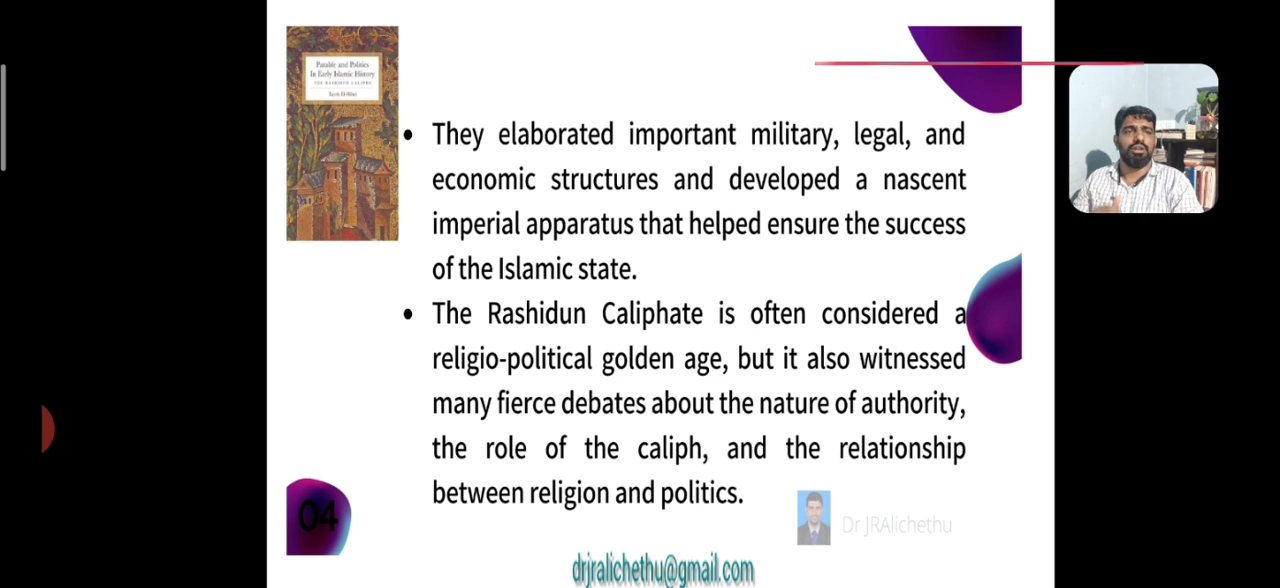 Parable and Politics
In Early Islamic History
THE RASHIDUN CALIPHS
Tayeb El-Hibri
• They elaborated important military, legal, and
economic structures and developed a nascent
imperial apparatus that helped ensure the success
of the Islamic state.
• The Rashidun Caliphate is often considered a
religio-political golden age, but it also witnessed
many fierce debates about the nature of authority,
the role of the caliph, and the relationship
between religion and politics.
04
Dr JRAlichethu
drjralichethu@gmail.com